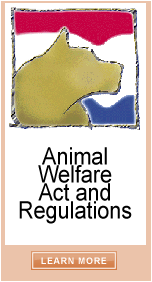 Animal
Welfare
Act and
Regulations
LEARN MORE